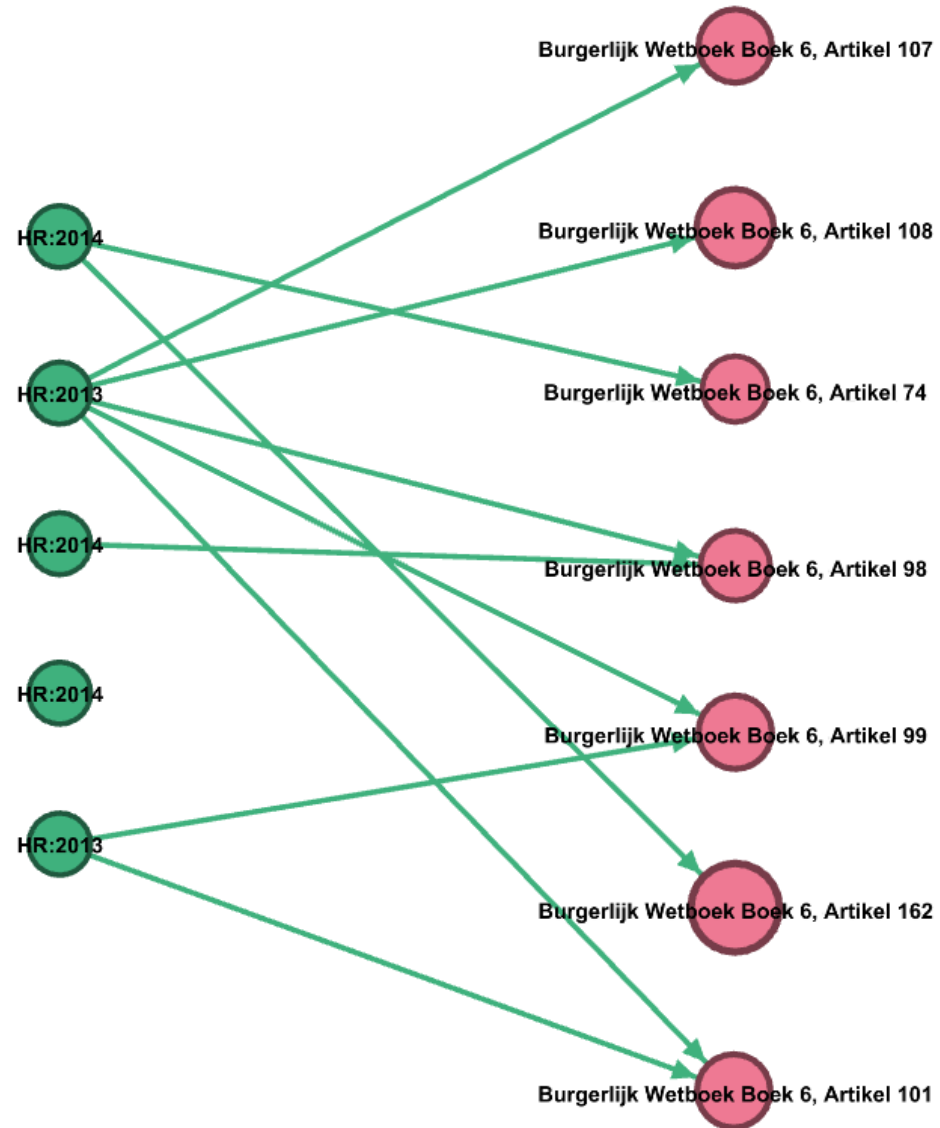 Burgerlijk Wetboek Boek 6, Artikel 107
Burgerlijk Wetboek Boek 6, Artikel 108
HR:2014
HR:2013
Burgerlijk Wetboek Boek 6, Artikel 74
HR:2014
Burgerlijk Wetboek Boek 6, Artikel 98
HR:2014
Burgerlijk Wetboek Boek 6, Artikel 99
HR:2013
Burgerlijk Wetboek Boek 6, Artikel 162
Burgerlijk Wetboek Boek 6, Artikel 101